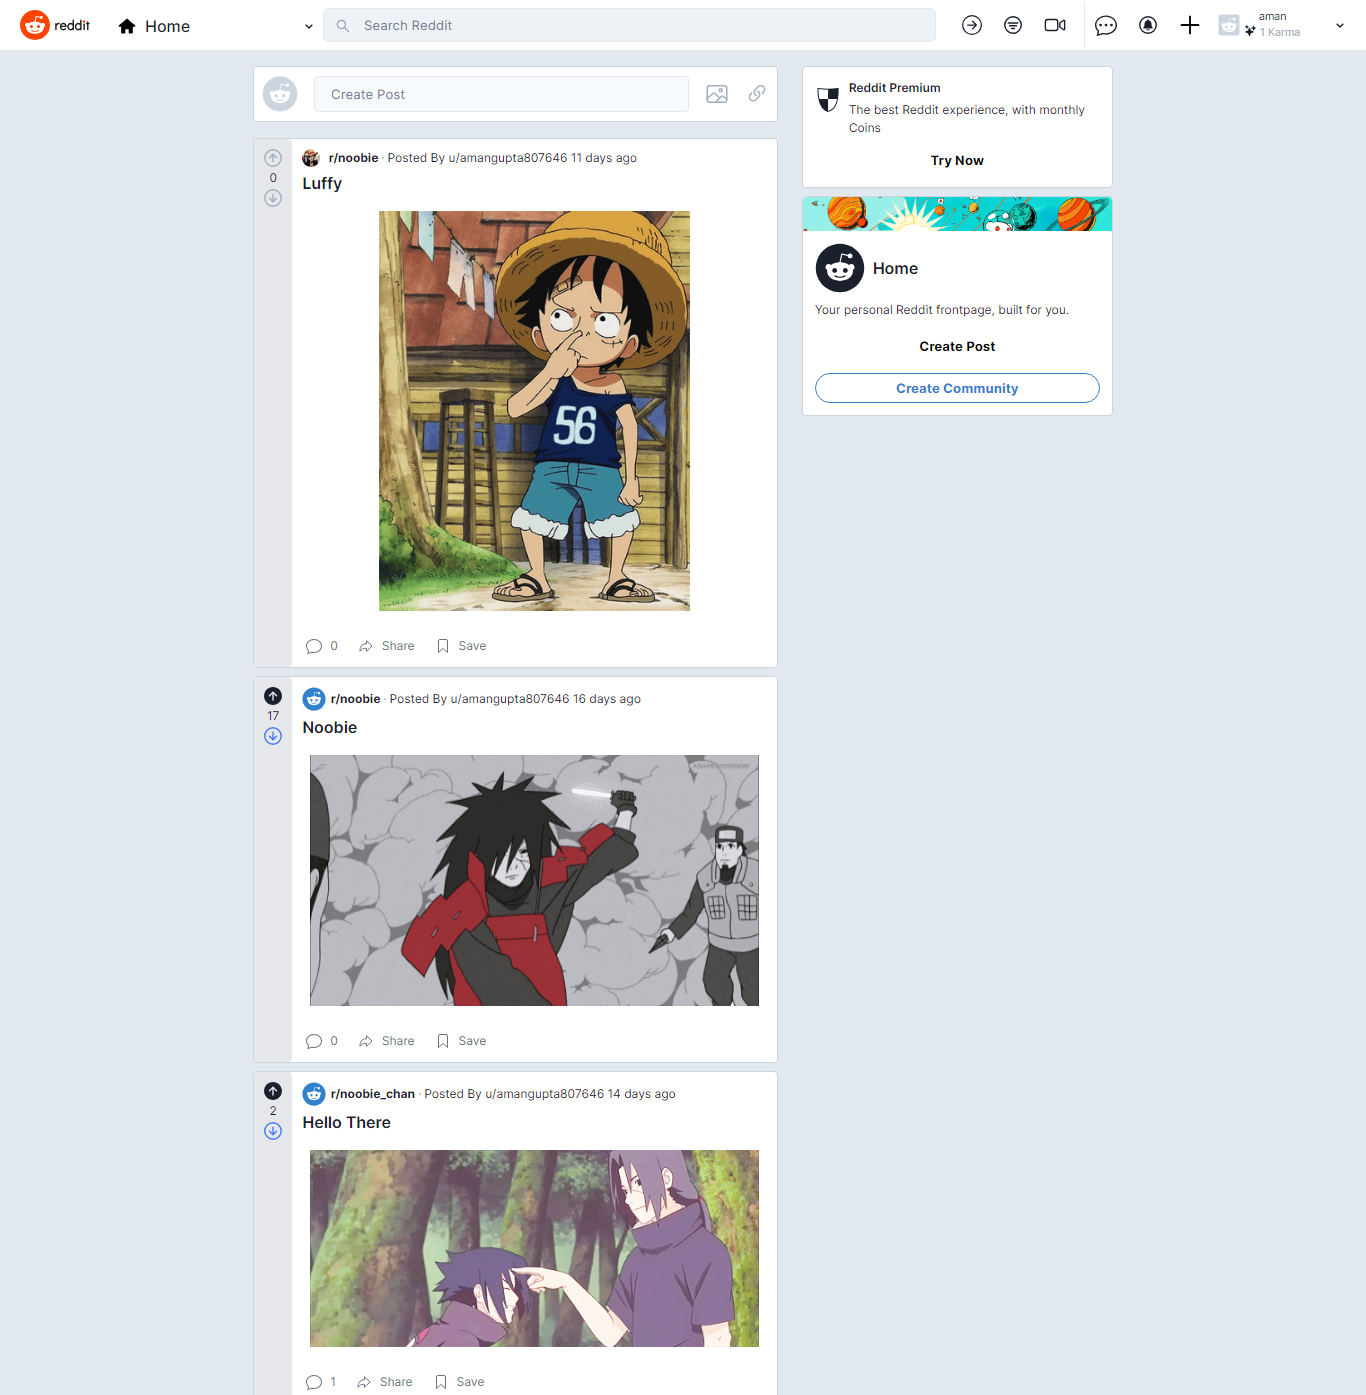 reddit
Home
Search Reddit
aman
1 Karma
Create Post
r/noobie · Posted By u/amangupta807646 11 days ago
0
Luffy
56
0 Share Save
r/noobie · Posted By u/amangupta807646 16 days ago
17
Noobie
0 Share Save
r/noobie_chan · Posted By u/amangupta807646 14 days ago
2
Hello There
1 Share Save
Reddit Premium
The best Reddit experience, with monthly
Coins
Try Now
Home
Your personal Reddit frontpage, built for you.
Create Post
Create Community